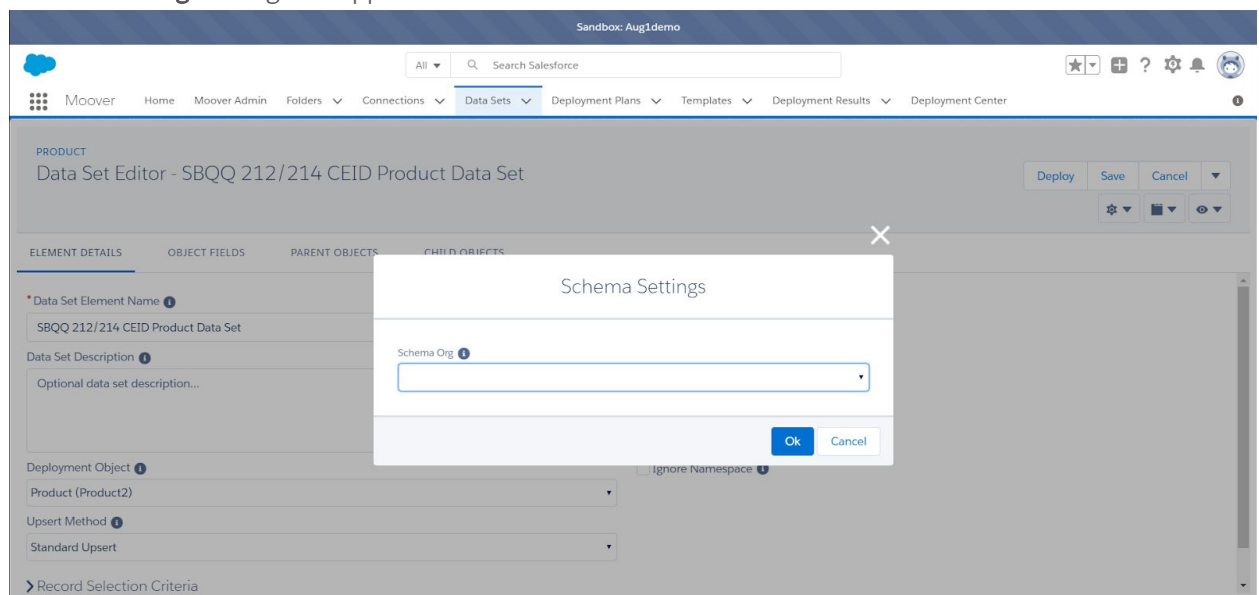 Sandbox: Aug1demo
All Search Salesforce
Moover Home Moover Admin Folders Connections Data Sets Deployment Plans Templates Deployment Results Deployment Center
PRODUCT
Data Set Editor - SBQQ 212/214 CEID Product Data Set
Deploy Save Cancel
ELEMENT DETAILS OBJECT FIELDS PARENT OBJECTS CHILD OBJECTS
Schema Settings
*Data Set Element Name
SBQQ 212/214 CEID Product Data Set
Schema Org
Data Set Description
Optional data set description...
Ok Cancel
Deployment Object
Ignore Namespace
Product (Product2)
Upsert Method
Standard Upsert
Record Selection Criteria